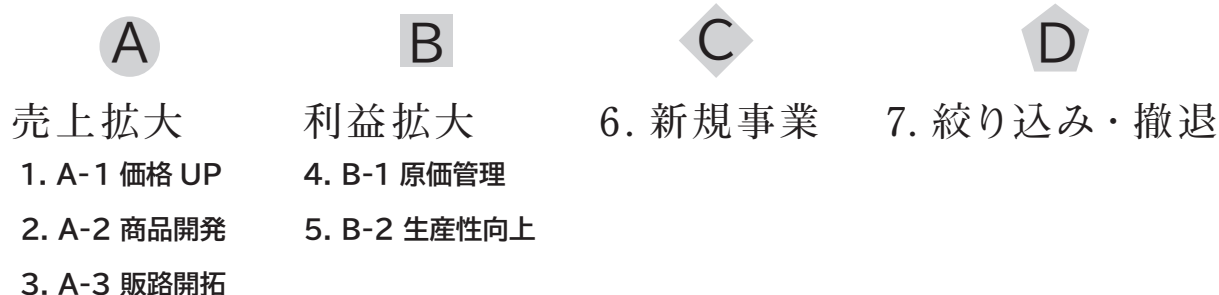 A
売上拡大
1. A-1 価格 UP
2. A-2 商品開発
3. A-3 販路開拓
B
利益拡大
4. B-1 原価管理
5. B-2 生産性向上
C
6. 新規事業
D
7. 絞り込み・撤退